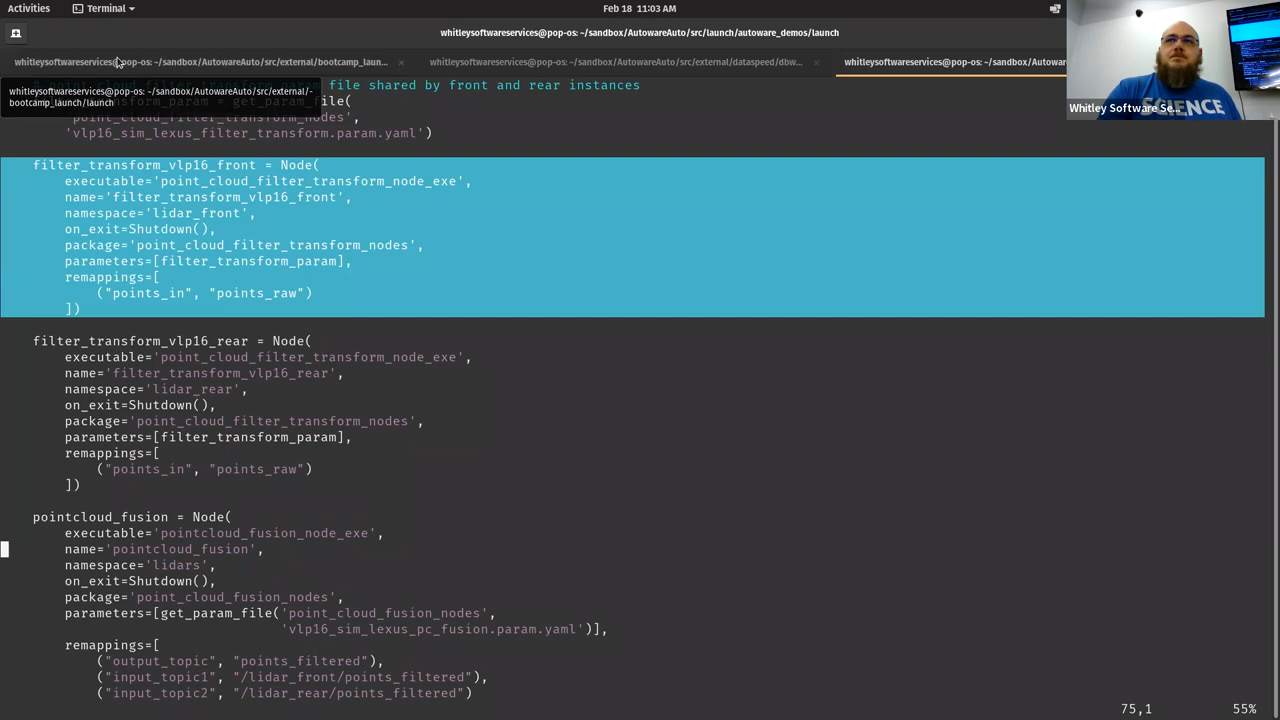 Activities
Terminal
Feb 18 11:03 AM
whitleysoftwareservices@pop-os: ~/sandbox/AutowareAuto/src/launch/autoware_demos/launch
whitleysoftwareservices@pop-os: ~/sandbox/AutowareAuto/src/external/bootcamp_laun...
whitleysoftwareservices@pop-os: ~/sandbox/AutowareAuto/src/external/dataspeed/dbw...
whitleysoftwareservices@pop-os: ~/sandbox/AutowareAuto/
whitleysoftwareservices@pop-os: ~/sandbox/AutowareAuto/src/external/-
bootcamp_launch/launch
Whitley Software Se...
SCIENCE
file shared by front and rear instances
get_param_file(
'point_cloud_filter_transform_nodes',
'vlp16_sim_lexus_filter_transform.param.yaml')
filter_transform_vlp16_front = Node(
executable='point_cloud_filter_transform_node_exe',
name='filter_transform_vlp16_front',
namespace='lidar_front',
on_exit=Shutdown(),
package='point_cloud_filter_transform_nodes',
parameters=[filter_transform_param],
remappings=[
("points_in", "points_raw")
])
filter_transform_vlp16_rear = Node(
executable='point_cloud_filter_transform_node_exe',
name='filter_transform_vlp16_rear',
namespace='lidar_rear',
on_exit=Shutdown(),
package='point_cloud_filter_transform_nodes',
parameters=[filter_transform_param],
remappings=[
("points_in", "points_raw")
])
pointcloud_fusion = Node(
executable='pointcloud_fusion_node_exe',
name='pointcloud_fusion',
namespace='lidars',
on_exit=Shutdown(),
package='point_cloud_fusion_nodes',
parameters=[get_param_file('point_cloud_fusion_nodes',
'vlp16_sim_lexus_pc_fusion.param.yaml')],
remappings=[
("output_topic", "points_filtered"),
("input_topic1", "/lidar_front/points_filtered"),
("input_topic2", "/lidar_rear/points_filtered")
75,1
55%